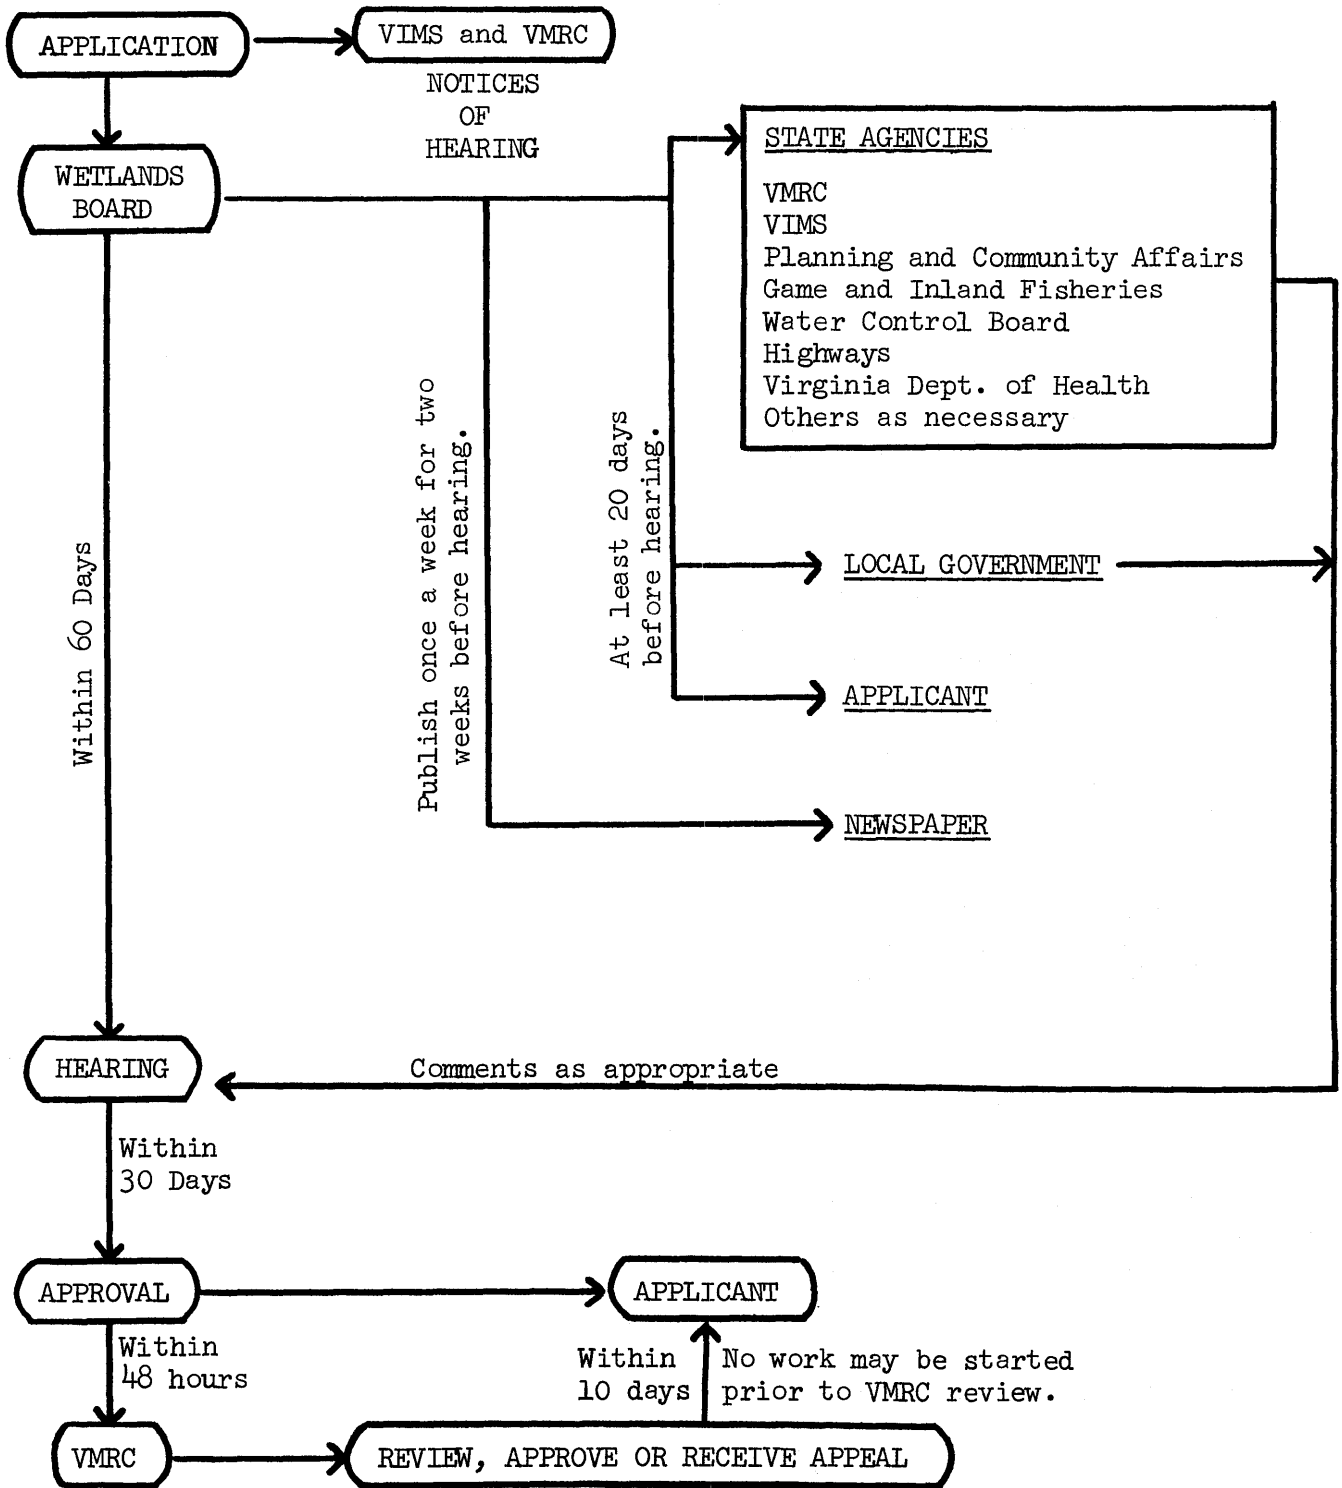 APPLICATION
VIMS and VMRC
NOTICES
OF
HEARING
WETLANDS
BOARD
STATE AGENCIES
VMRC
VIMS
Planning and Community Affairs
Game and Inland Fisheries
Water Control Board
Highways
Virginia Dept. of Health
Others as necessary
Within 60 Days
Publish once a week for two
weeks before hearing.
At least 20 days
before hearing.
LOCAL GOVERNMENT
APPLICANT
NEWSPAPER
HEARING
Comments as appropriate
Within
30 Days
APPROVAL
APPLICANT
Within
48 hours
Within
10 days
No work may be started
prior to VMRC review.
VMRC
REVIEW, APPROVE OR RECEIVE APPEAL